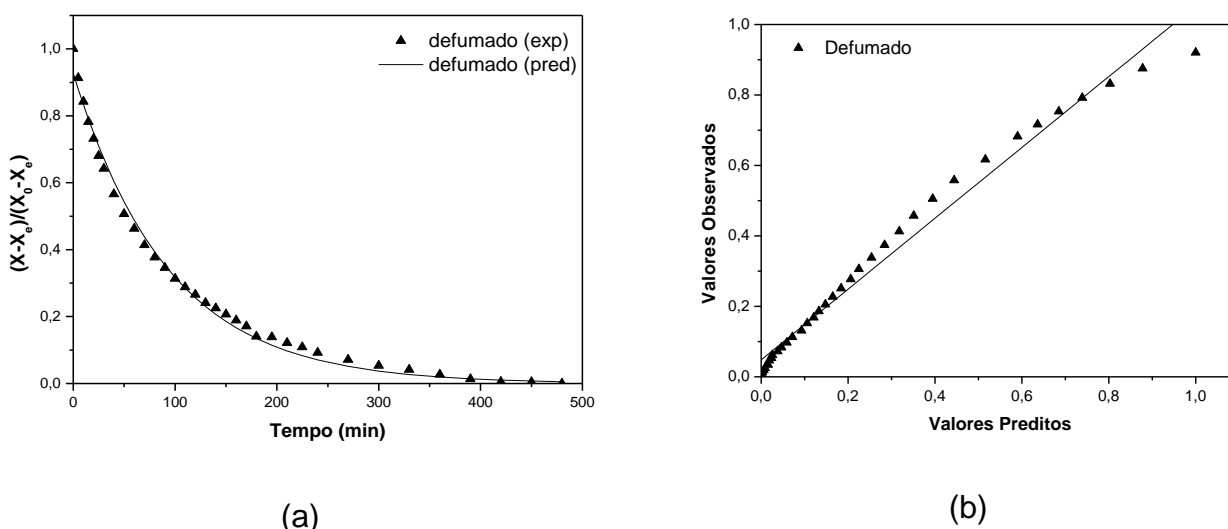 1,0
0,8
0,6
0,4
0,2
0,0
(X-Xe)/(X0-Xe)
defumado (exp)
defumado (pred)
0 100 200 300 400 500
Tempo (min)
(a)
1,0
0,8
0,6
0,4
0,2
0,0
Valores Observados
Defumado
0,0 0,2 0,4 0,6 0,8 1,0
Valores Preditos
(b)